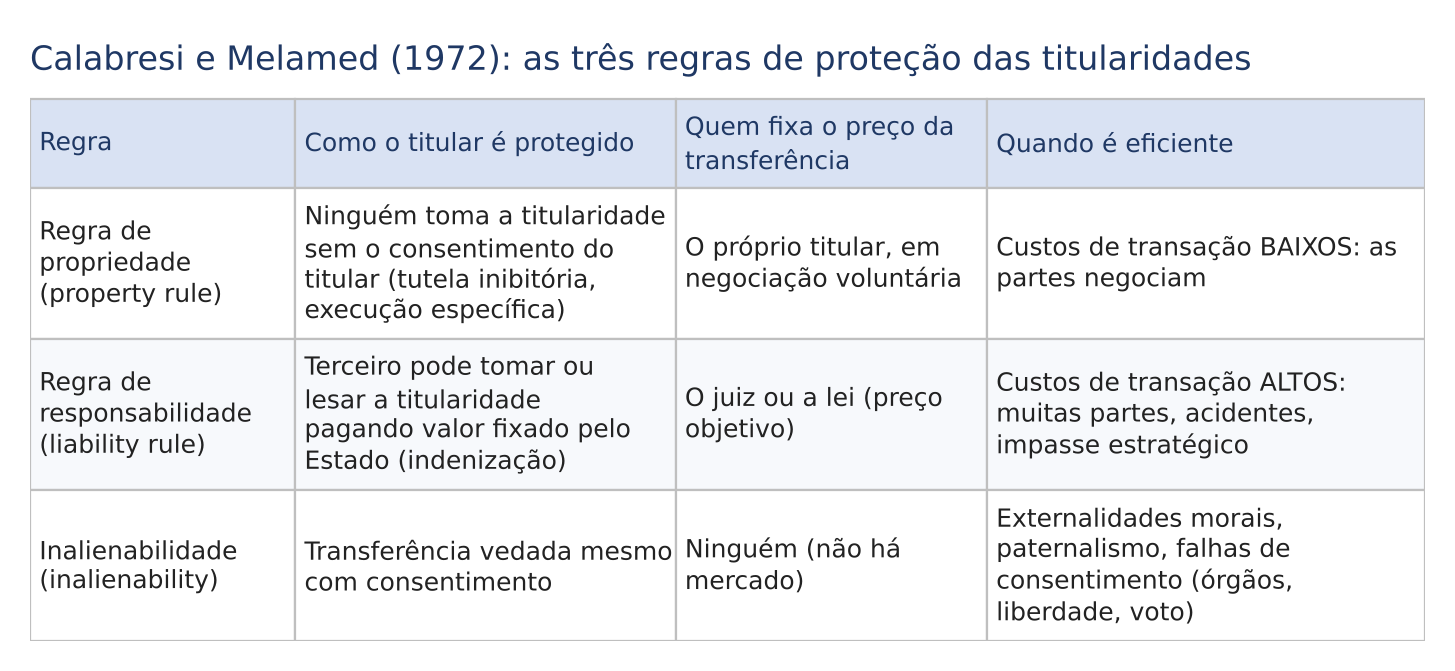 Calabresi e Melamed (1972): as três regras de proteção das titularidades
Regra
Como o titular é protegido
Quem fixa o preço da
transferência
Quando é eficiente
Regra de
propriedade
(property rule)
Ninguém toma a titularidade
sem o consentimento do
titular (tutela inibitória,
execução específica)
O próprio titular, em
negociação voluntária
Custos de transação BAIXOS: as
partes negociam
Regra de
responsabilidade
(liability rule)
Terceiro pode tomar ou
lesar a titularidade
pagando valor fixado pelo
Estado (indenização)
O juiz ou a lei (preço
objetivo)
Custos de transação ALTOS:
muitas partes, acidentes,
impasse estratégico
Inalienabilidade
(inalienability)
Transferência vedada mesmo
com consentimento
Ninguém (não há
mercado)
Externalidades morais,
paternalismo, falhas de
consentimento (órgãos,
liberdade, voto)